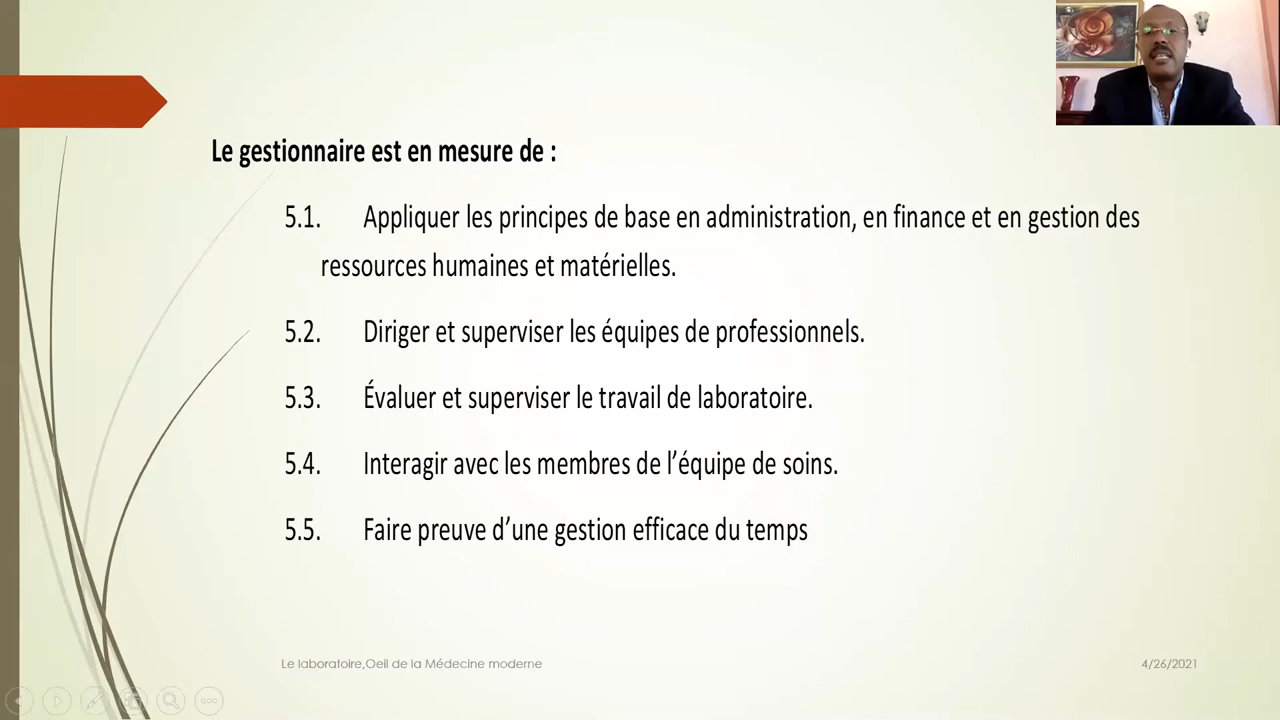 Le gestionnaire est en mesure de :
5.1. Appliquer les principes de base en administration, en finance et en gestion des
ressources humaines et matérielles.
5.2. Diriger et superviser les équipes de professionnels.
5.3. Évaluer et superviser le travail de laboratoire.
5.4. Interagir avec les membres de l’équipe de soins.
5.5. Faire preuve d’une gestion efficace du temps
Le laboratoire,Oeil de la Médecine moderne
4/26/2021